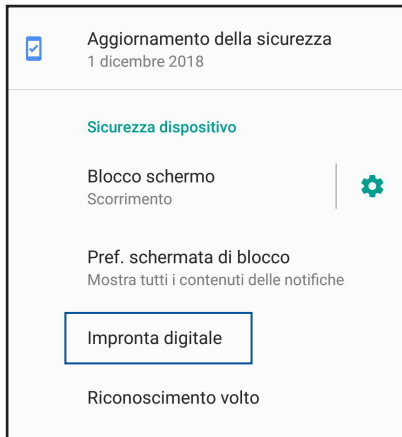 Aggiornamento della sicurezza
1 dicembre 2018
Sicurezza dispositivo
Blocco schermo
Scorrimento
Pref. schermata di blocco
Mostra tutti i contenuti delle notifiche
Impronta digitale
Riconoscimento volto